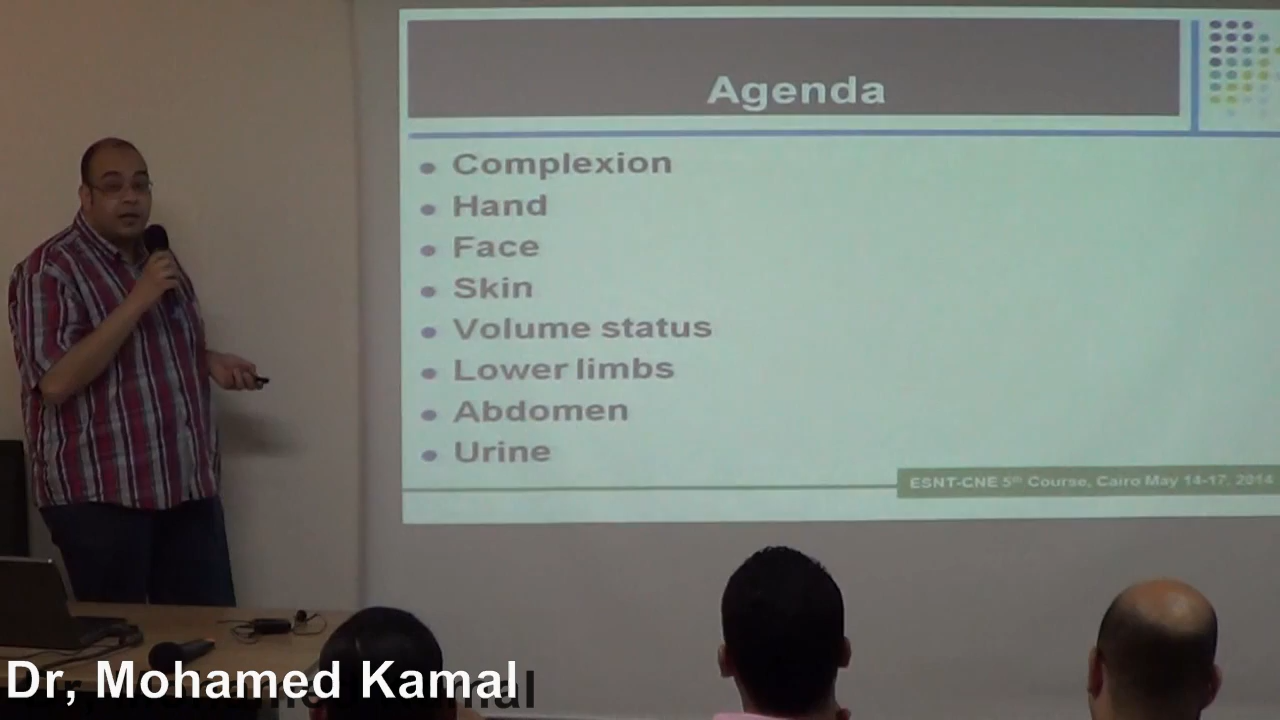 Agenda
Complexion
Hand
Face
Skin
Volume status
Lower limbs
Abdomen
Urine
ESNT-CNE 5th Course, Cairo May 14-17, 2014
Dr, Mohamed Kamal